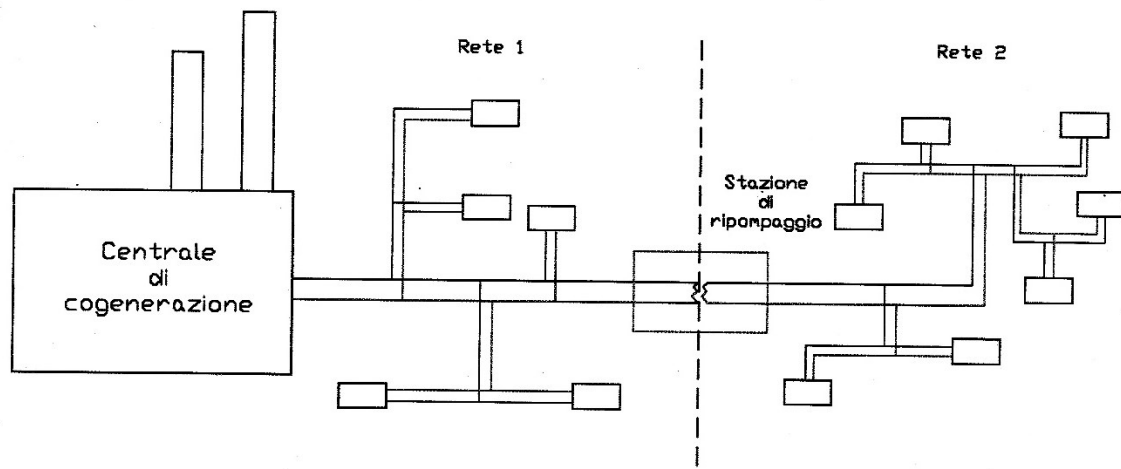 Rete 1
Rete 2
Stazione
di
ripompaggio
Centrale
di
cogenerazione